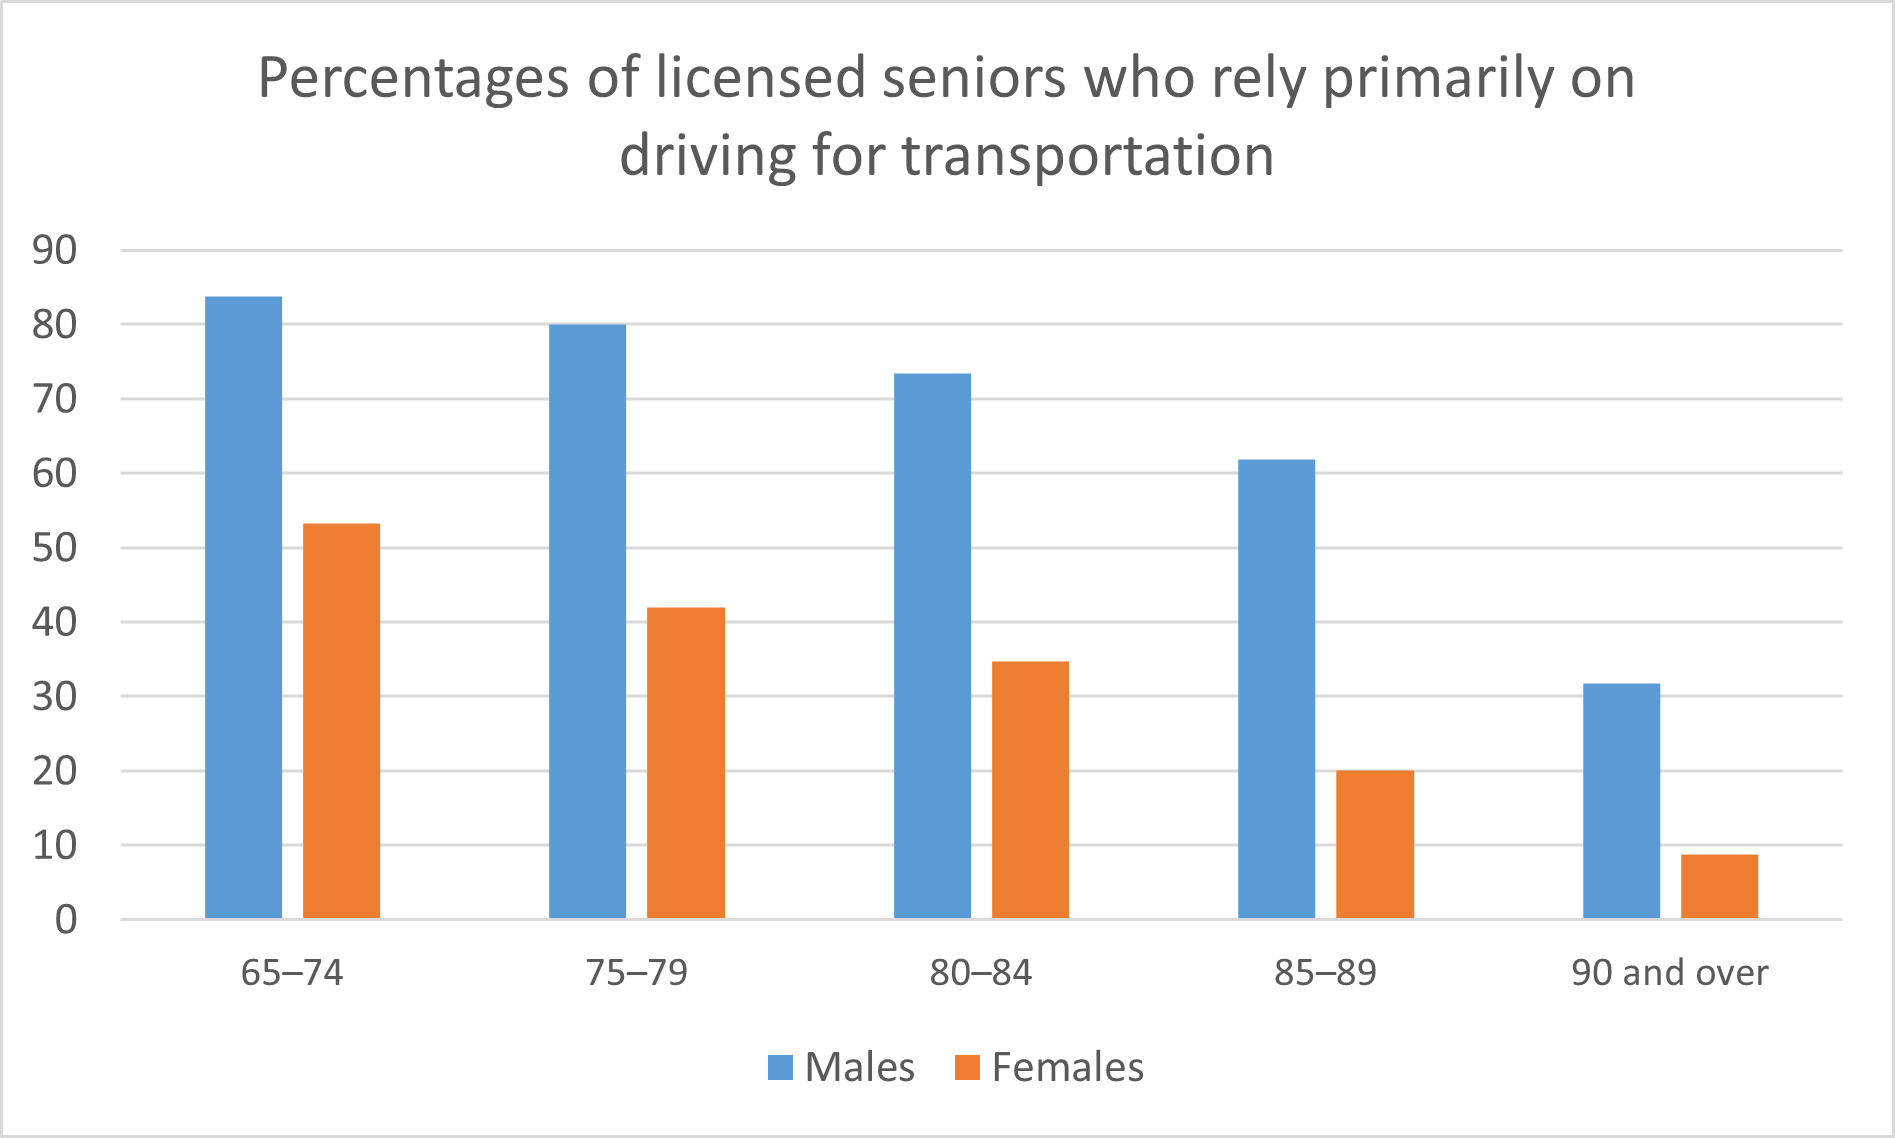 Percentages of licensed seniors who rely primarily on
driving for transportation
90
80
70
60
50
40
30
20
10
0
65–74 75–79 80–84 85–89 90 and over
Males Females